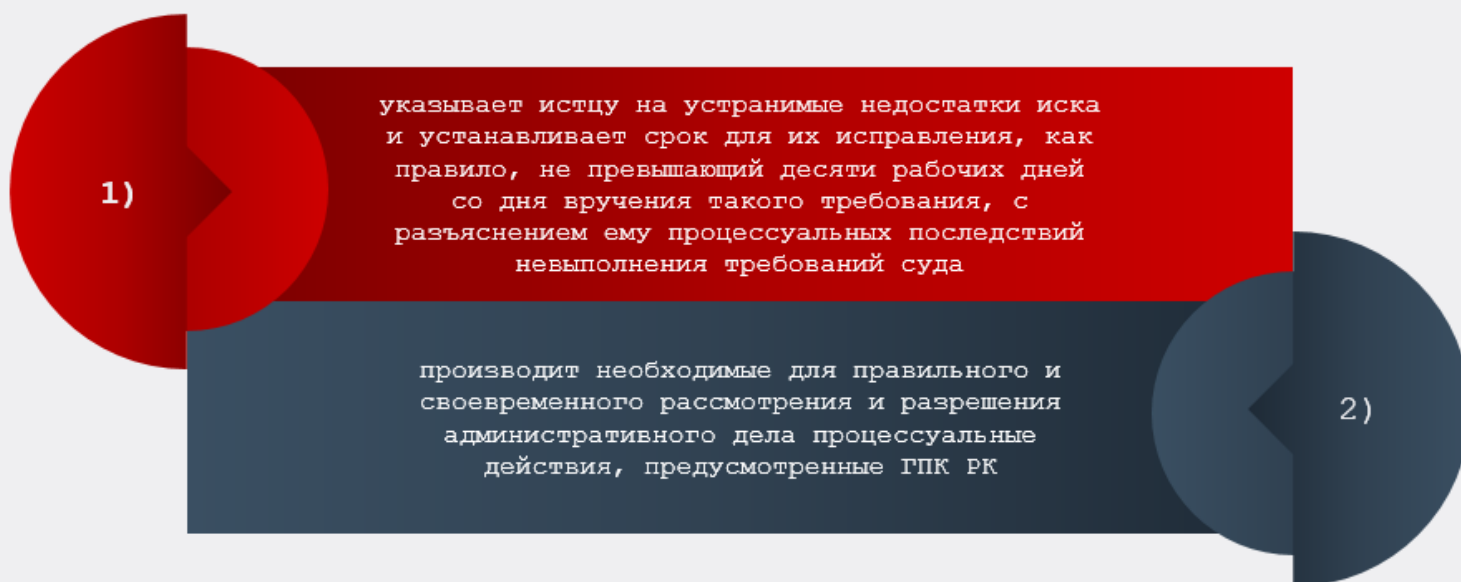 1)
указывает истцу на устранимые недостатки иска
и устанавливает срок для их исправления, как
правило, не превышающий десяти рабочих дней
со дня вручения такого требования, с
разъяснением ему процессуальных последствий
невыполнения требований суда
производит необходимые для правильного и
своевременного рассмотрения и разрешения
административного дела процессуальные
действия, предусмотренные ГПК РК
2)